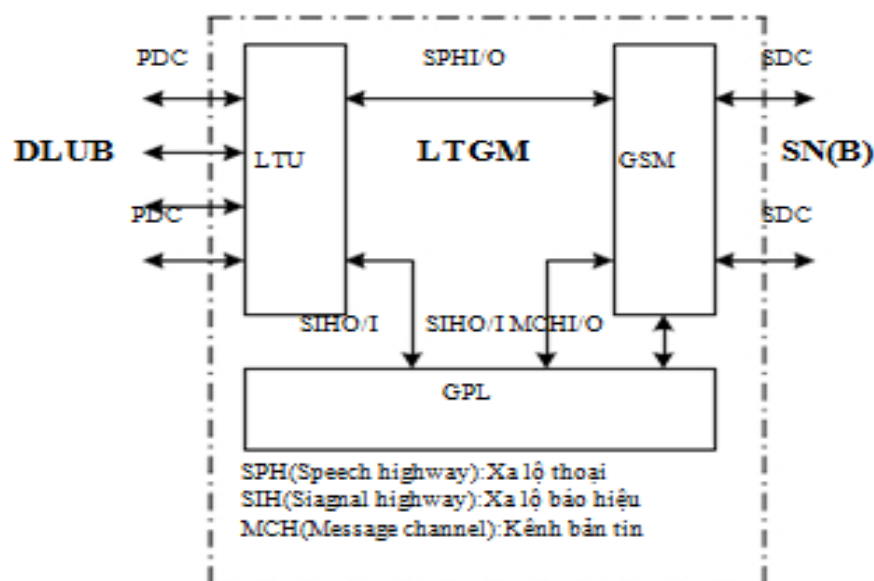 PDC SPHI/O SDC
DLUB LTU LTGM GSM SN(B)
PDC SDC
SIHO/I SIHO/I MCHI/O
GPL
SPH(Speech highway):Xa lộ thoại
SIH(Siagnal highway):Xa lộ báo hiệu
MCH(Message channel):Kênh bản tin